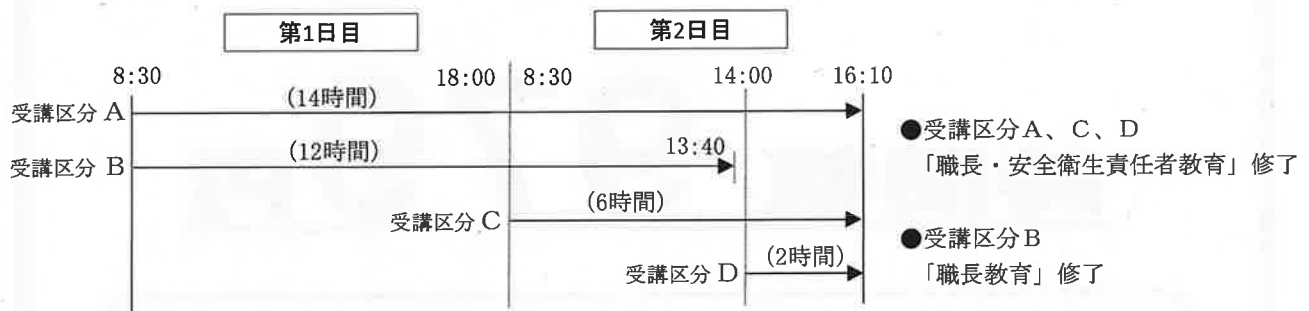 第1日目 第2日目
8:30 18:00 8:30 14:00 16:10
受講区分 A (14時間)
受講区分 B (12時間) 13:40
受講区分 C (6時間)
受講区分 D (2時間)
●受講区分A、C、D
「職長・安全衛生責任者教育」修了
●受講区分B
「職長教育」修了